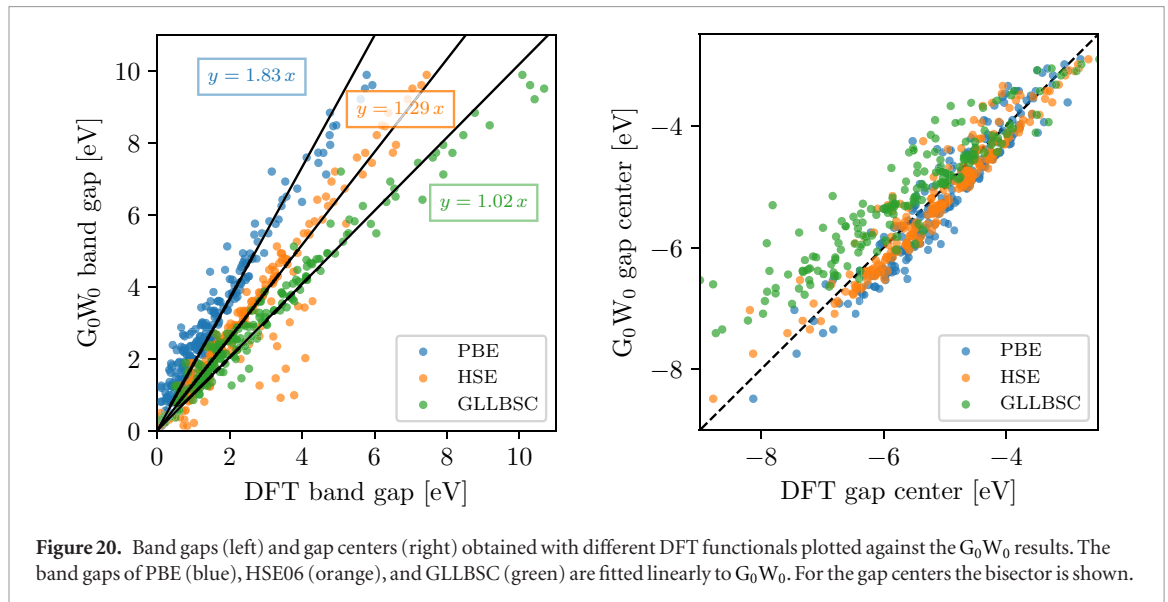 10
8
6
4
2
0
G₀W₀ band gap [eV]
y = 1.83 x
y = 1.29 x
y = 1.02 x
PBE
HSE
GLLBSC
0 2 4 6 8 10
DFT band gap [eV]
−4
−6
−8
G₀W₀ gap center [eV]
PBE
HSE
GLLBSC
−8 −6 −4
DFT gap center [eV]
Figure 20. Band gaps (left) and gap centers (right) obtained with different DFT functionals plotted against the G₀W₀ results. The
band gaps of PBE (blue), HSE06 (orange), and GLLBSC (green) are fitted linearly to G₀W₀. For the gap centers the bisector is shown.